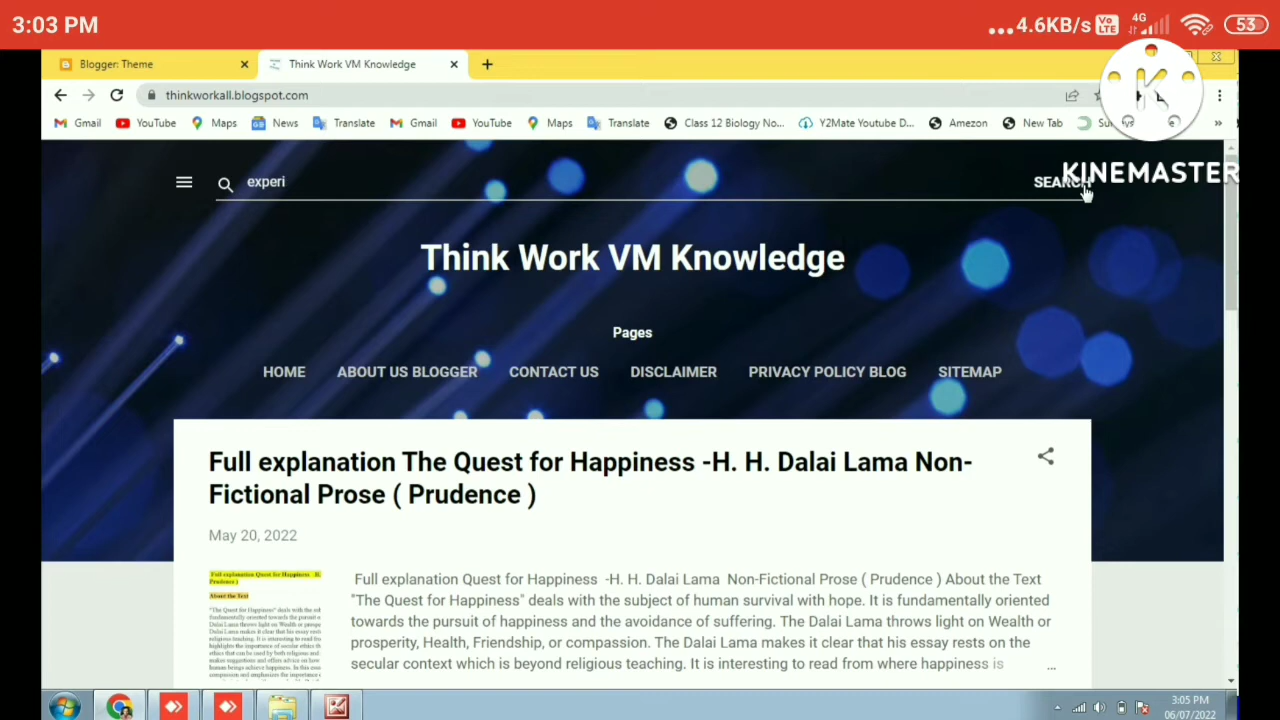 3:03 PM
4.6KB/s
Vo LTE
4G
53
Blogger: Theme
Think Work VM Knowledge
thinkworkall.blogspot.com
Gmail
YouTube
Maps
News
Translate
Gmail
YouTube
Maps
Translate
Class 12 Biology No...
Y2Mate Youtube D...
Amazon
New Tab
K
KINEMASTER
experi
SEARCH
Think Work VM Knowledge
Pages
HOME
ABOUT US BLOGGER
CONTACT US
DISCLAIMER
PRIVACY POLICY BLOG
SITEMAP
Full explanation The Quest for Happiness -H. H. Dalai Lama Non-
Fictional Prose ( Prudence )
May 20, 2022
Full explanation Quest for Happiness -H. H. Dalai Lama Non-Fictional Prose ( Prudence ) About the Text
"The Quest for Happiness" deals with the subject of human survival with hope. It is fundamentally oriented
towards the pursuit of happiness and the avoidance of suffering. The Dalai Lama throws light on Wealth or
prosperity, Health, Friendship, or compassion.The Dalai Lama makes it clear that his essay rests on the
secular context which is beyond religious teaching. It is interesting to read from where happiness is ...
3:05 PM
06/07/2022